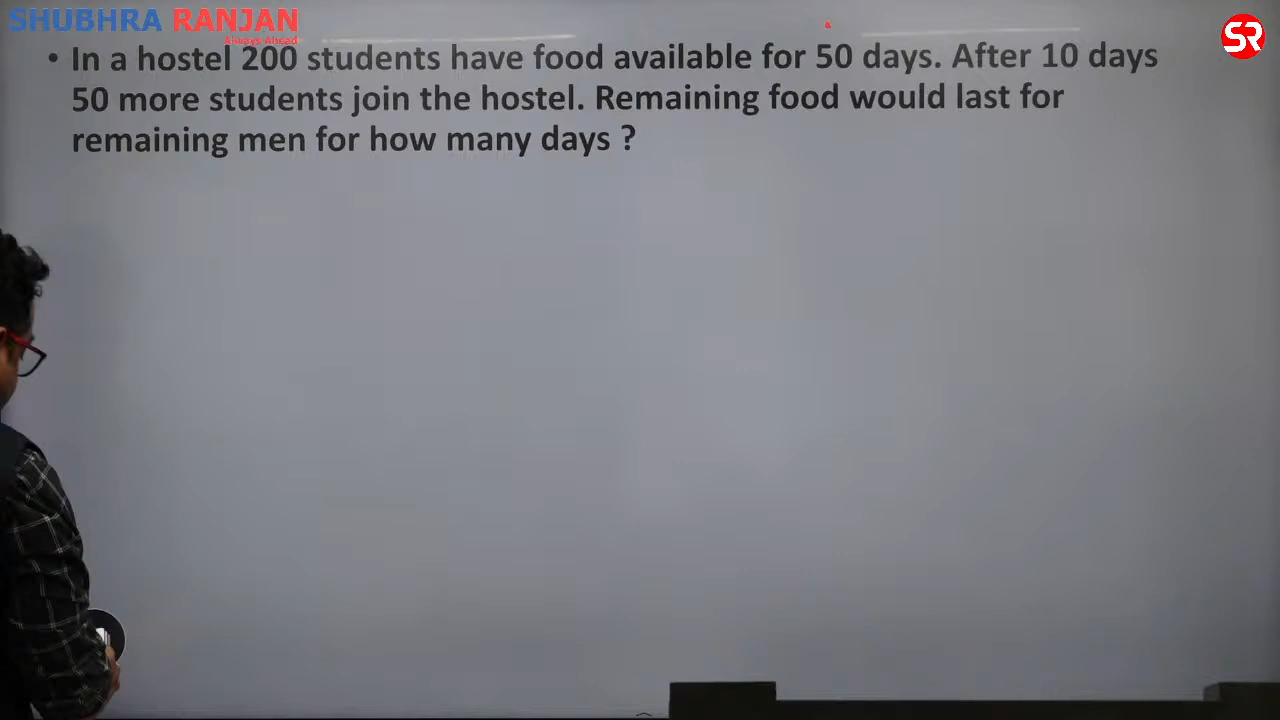 SHUBHRA RANJAN
Always Ahead
SR
• In a hostel 200 students have food available for 50 days. After 10 days
50 more students join the hostel. Remaining food would last for
remaining men for how many days ?